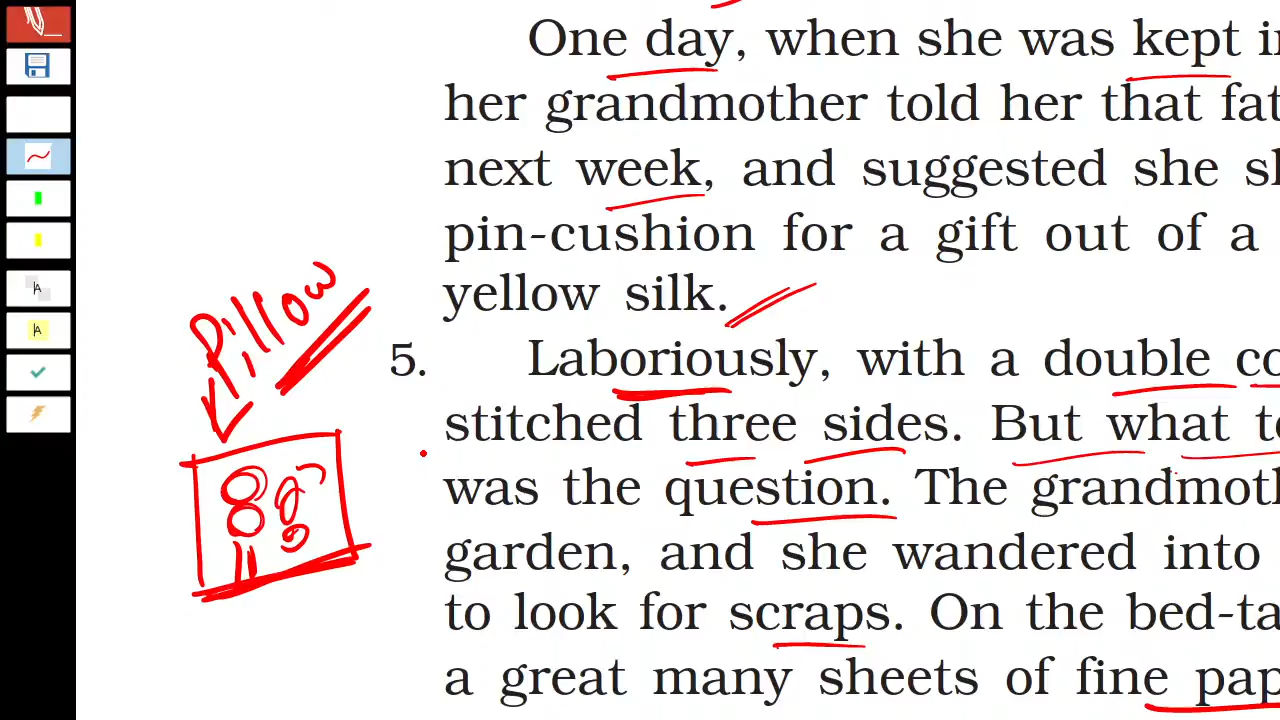 One day, when she was kept in
her grandmother told her that fat
next week, and suggested she sh
pin-cushion for a gift out of a
yellow silk.
Pillow
5. Laboriously, with a double co
stitched three sides. But what to
was the question. The grandmoth
garden, and she wandered into
to look for scraps. On the bed-ta
a great many sheets of fine pap